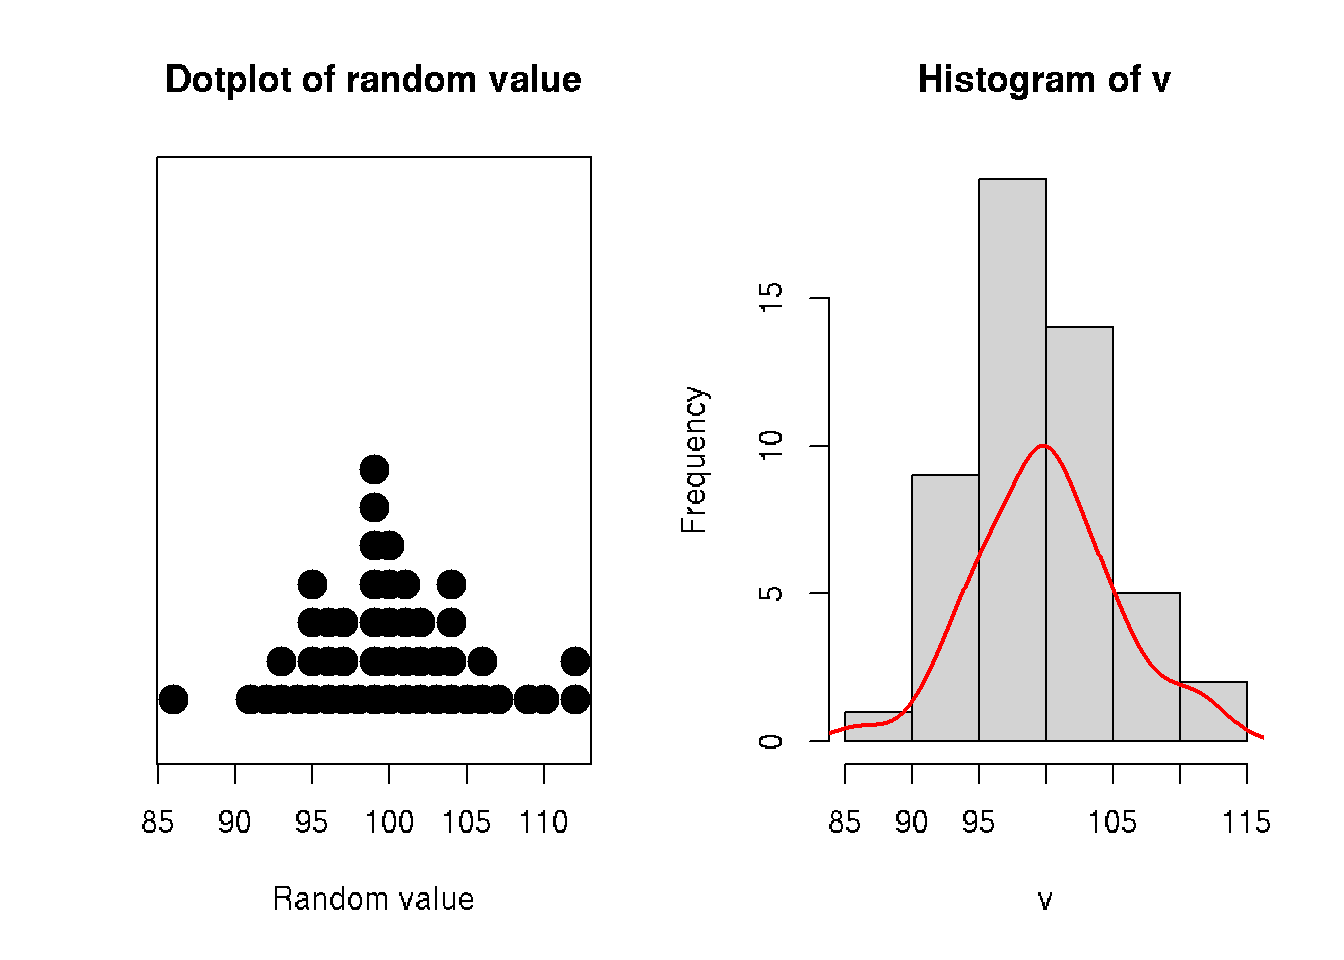 Dotplot of random value
85 90 95 100 105 110
Random value
Histogram of v
Frequency
15
10
5
0
85 90 95 105 115
v